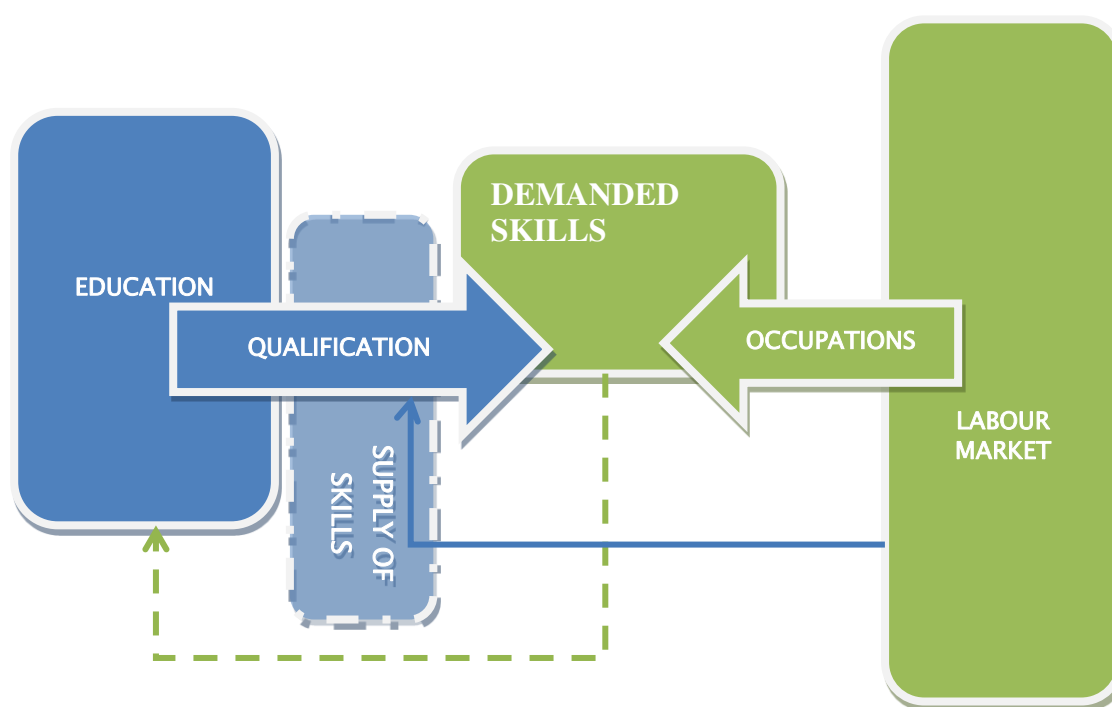 EDUCATION
QUALIFICATION
SUPPLY OF
SKILLS
DEMANDED
SKILLS
OCCUPATIONS
LABOUR
MARKET